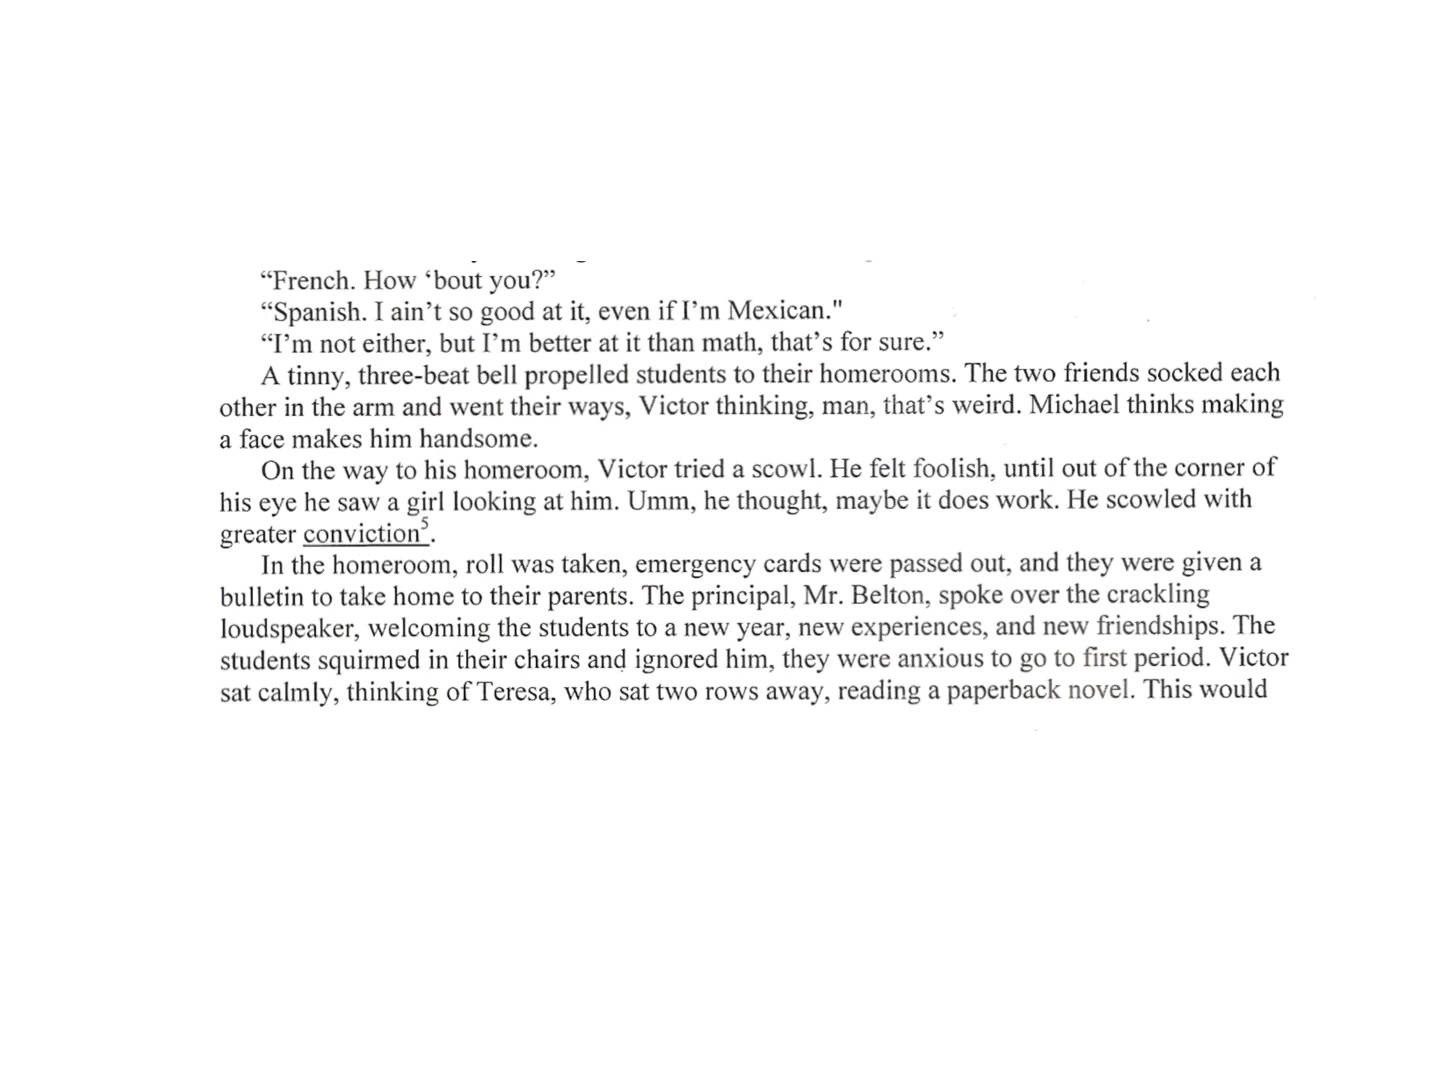 “French. How ‘bout you?”
“Spanish. I ain’t so good at it, even if I’m Mexican."
“I’m not either, but I’m better at it than math, that’s for sure.”
A tinny, three-beat bell propelled students to their homerooms. The two friends socked each
other in the arm and went their ways, Victor thinking, man, that’s weird. Michael thinks making
a face makes him handsome.
On the way to his homeroom, Victor tried a scowl. He felt foolish, until out of the corner of
his eye he saw a girl looking at him. Umm, he thought, maybe it does work. He scowled with
greater conviction⁵.
In the homeroom, roll was taken, emergency cards were passed out, and they were given a
bulletin to take home to their parents. The principal, Mr. Belton, spoke over the crackling
loudspeaker, welcoming the students to a new year, new experiences, and new friendships. The
students squirmed in their chairs and ignored him, they were anxious to go to first period. Victor
sat calmly, thinking of Teresa, who sat two rows away, reading a paperback novel. This would